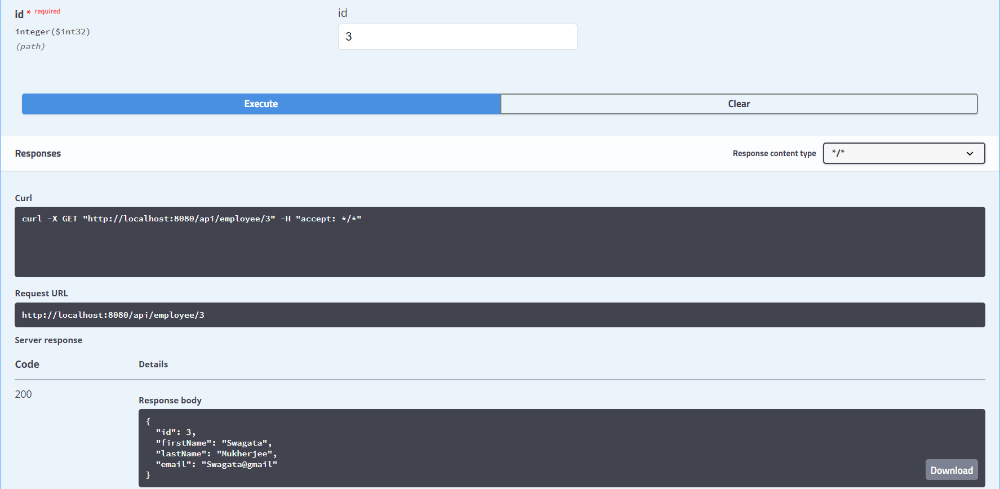 id * required
id
integer($int32)
3
(path)
Execute
Clear
Responses
Response content type
*/*
Curl
curl -X GET "http://localhost:8080/api/employee/3" -H "accept: */*"
Request URL
http://localhost:8080/api/employee/3
Server response
Code
Details
200
Response body
{
  "id": 3,
  "firstName": "Swagata",
  "lastName": "Mukherjee",
  "email": "Swagata@gmail"
}
Download